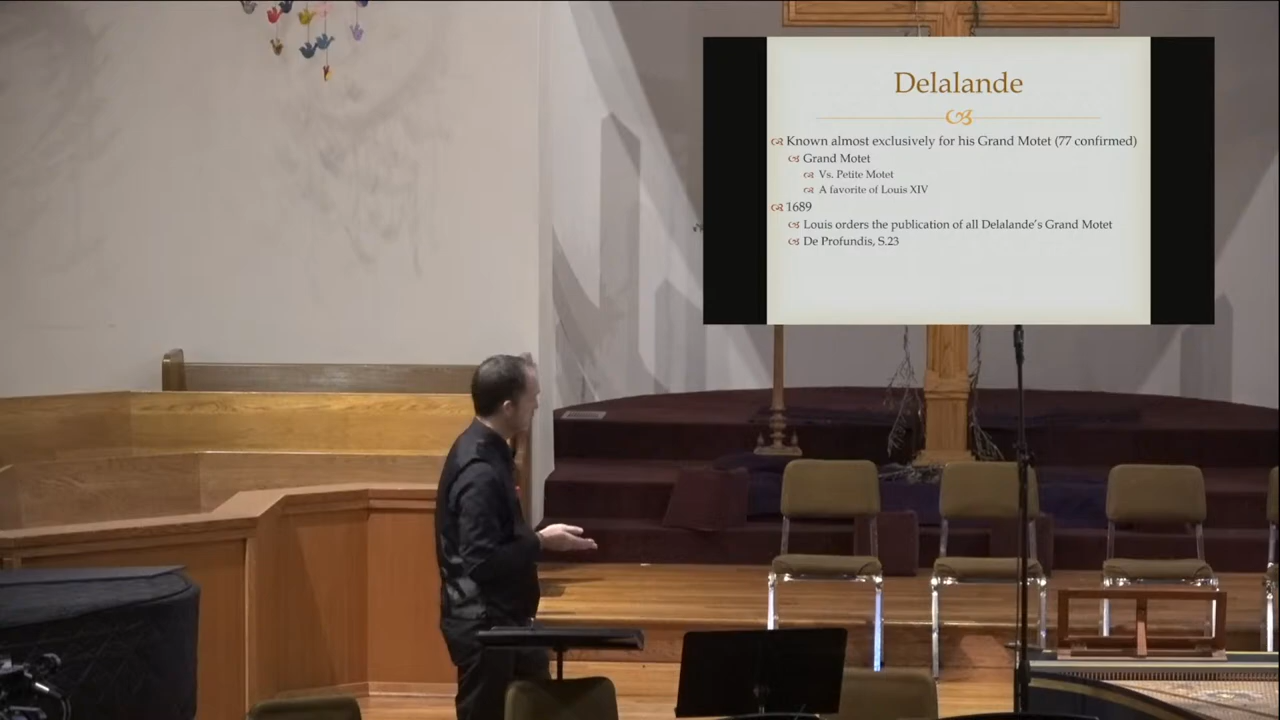 Delalande
Known almost exclusively for his Grand Motet (77 confirmed)
Grand Motet
Vs. Petite Motet
A favorite of Louis XIV
1689
Louis orders the publication of all Delalande's Grand Motet
De Profundis, S.23